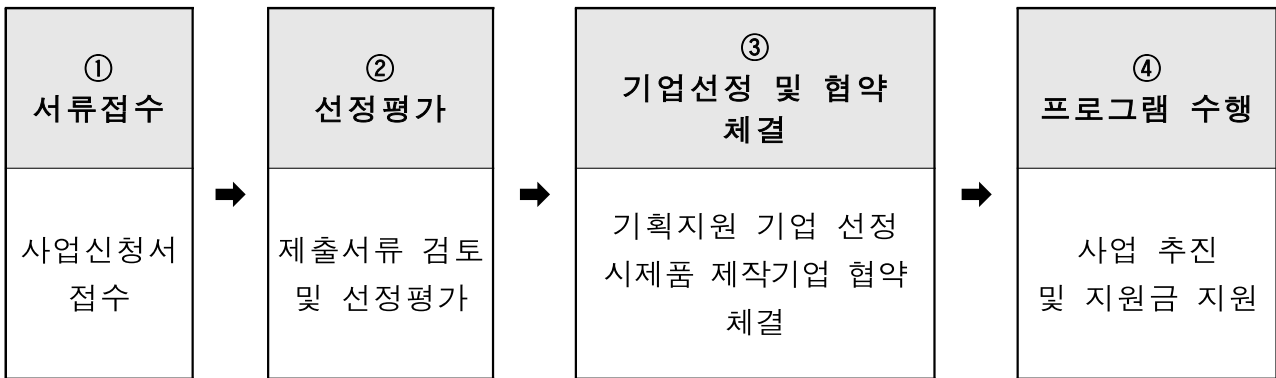 ①
서류접수
사업신청서
접수
➡
②
선정평가
제출서류 검토
및 선정평가
➡
③
기업선정 및 협약
체결
기획지원 기업 선정
시제품 제작기업 협약
체결
➡
④
프로그램 수행
사업 추진
및 지원금 지원